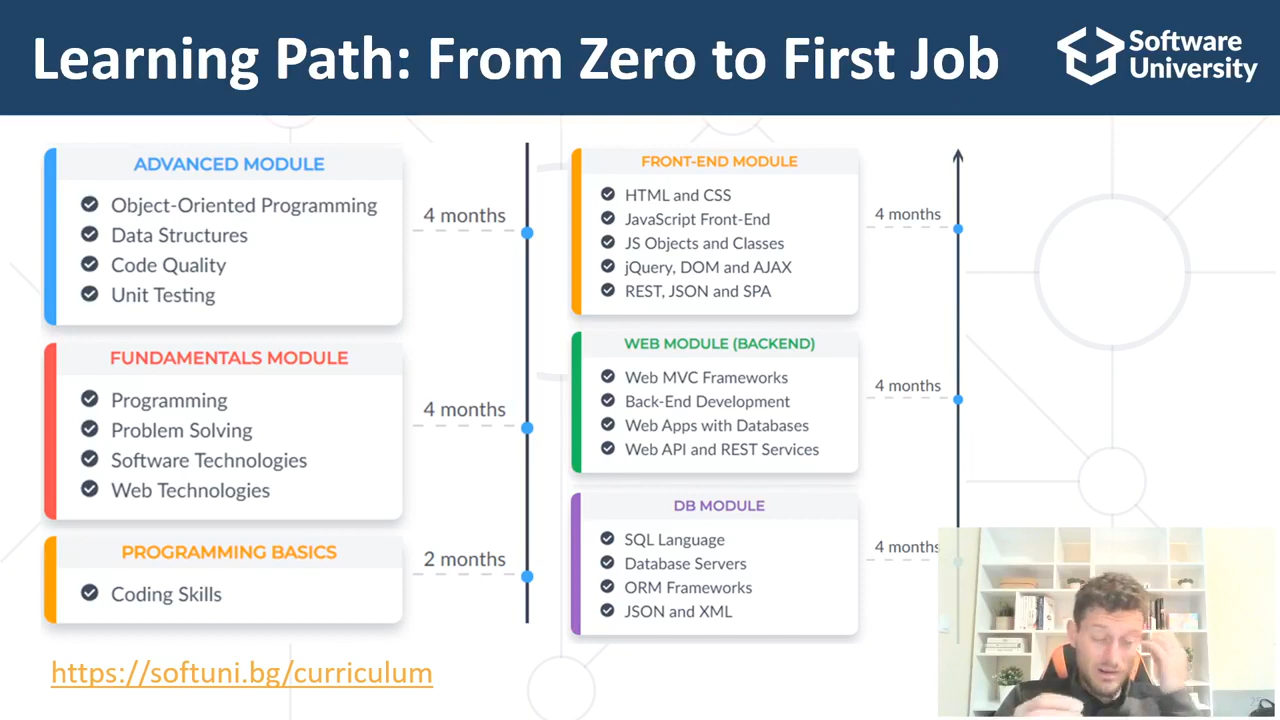 Learning Path: From Zero to First Job
Software
University
ADVANCED MODULE
Object-Oriented Programming
Data Structures
Code Quality
Unit Testing
4 months
FUNDAMENTALS MODULE
Programming
Problem Solving
Software Technologies
Web Technologies
4 months
PROGRAMMING BASICS
Coding Skills
2 months
FRONT-END MODULE
HTML and CSS
JavaScript Front-End
JS Objects and Classes
jQuery, DOM and AJAX
REST, JSON and SPA
4 months
WEB MODULE (BACKEND)
Web MVC Frameworks
Back-End Development
Web Apps with Databases
Web API and REST Services
4 months
DB MODULE
SQL Language
Database Servers
ORM Frameworks
JSON and XML
4 months
https://softuni.bg/curriculum